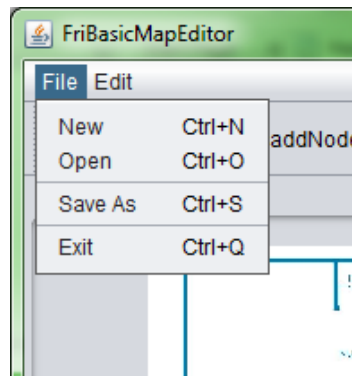 FriBasicMapEditor
File Edit
New Ctrl+N
Open Ctrl+O
Save As Ctrl+S
Exit Ctrl+Q
addNode